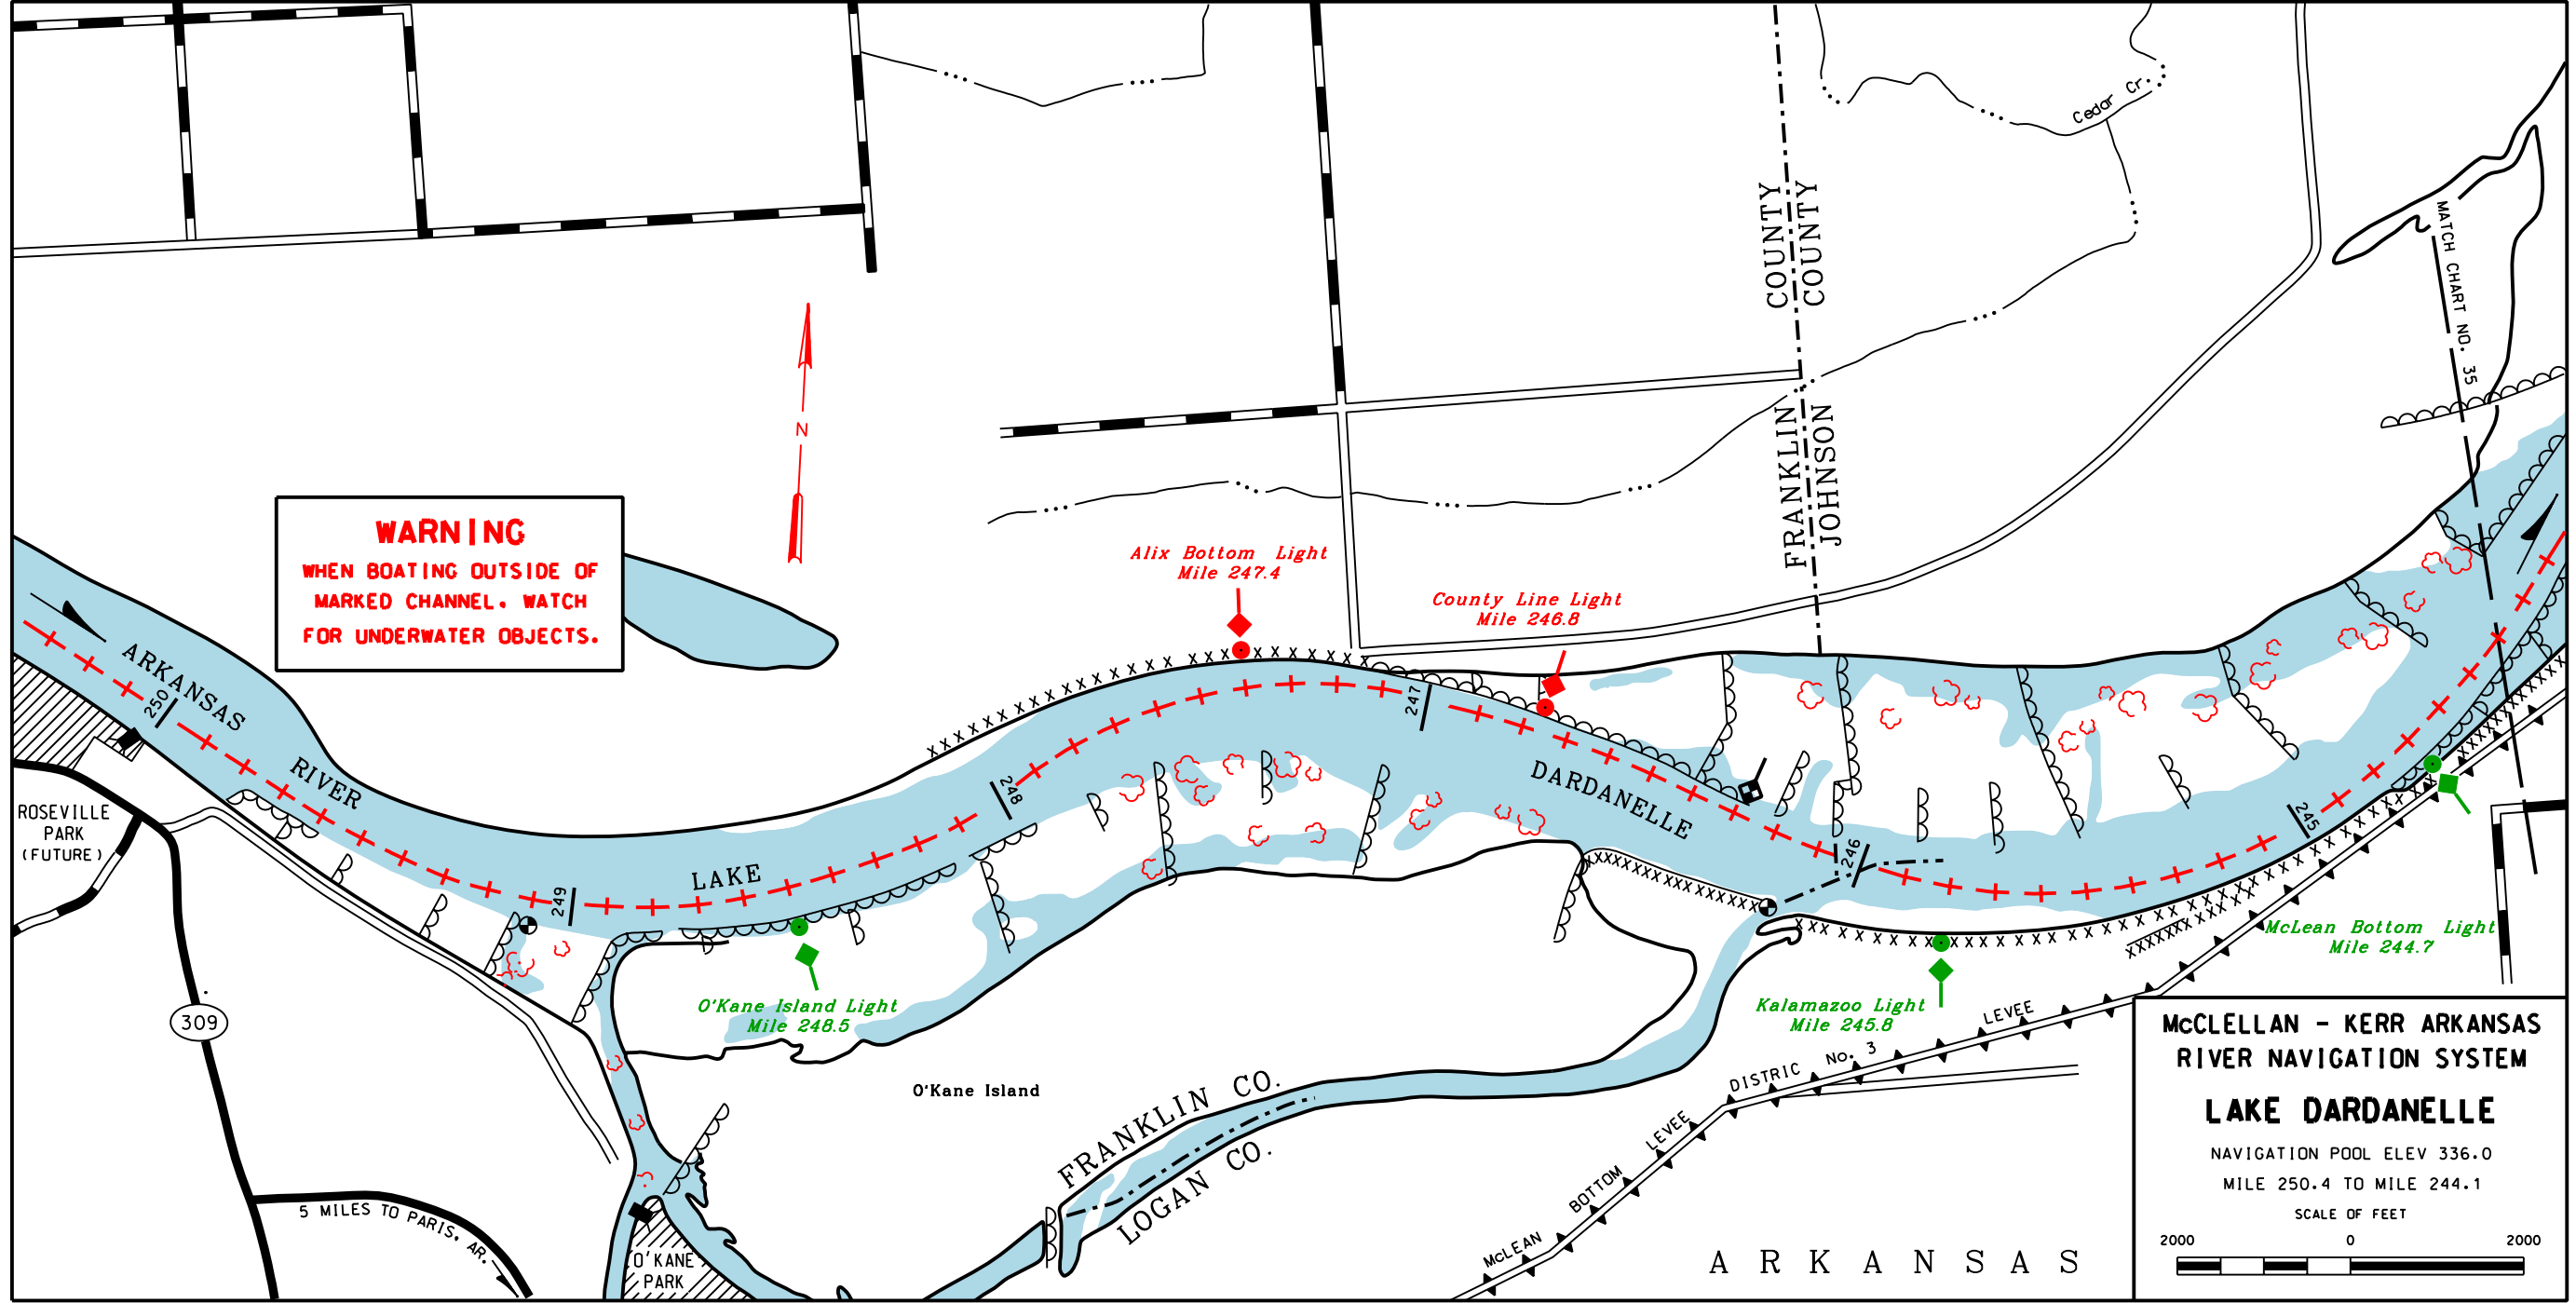 Cedar Cr.
COUNTY
COUNTY
MATCH CHART NO. 35
N
FRANKLIN
JOHNSON
WARNING
WHEN BOATING OUTSIDE OF
MARKED CHANNEL. WATCH
FOR UNDERWATER OBJECTS.
Alix Bottom Light
Mile 247.4
County Line Light
Mile 246.8
ARKANSAS
250
RIVER
247
248
DARDANELLE
245
246
LAKE
249
ROSEVILLE
PARK
(FUTURE)
McLean Bottom Light
Mile 244.7
O'Kane Island Light
Mile 248.5
Kalamazoo Light
Mile 245.8
309
O'Kane Island
FRANKLIN CO.
LOGAN CO.
McLEAN BOTTOM LEVEE DISTRIC No. 3 LEVEE
5 MILES TO PARIS. AR.
O'KANE
PARK
ARKANSAS
McCLELLAN - KERR ARKANSAS
RIVER NAVIGATION SYSTEM
LAKE DARDANELLE
NAVIGATION POOL ELEV 336.0
MILE 250.4 TO MILE 244.1
SCALE OF FEET
2000 0 2000